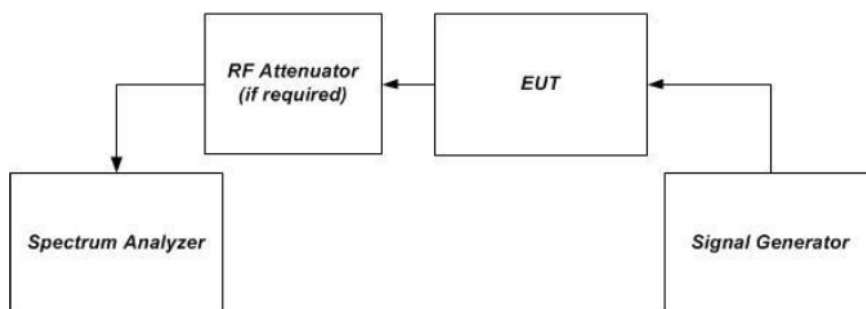 RF Attenuator
(if required)
EUT
Spectrum Analyzer
Signal Generator